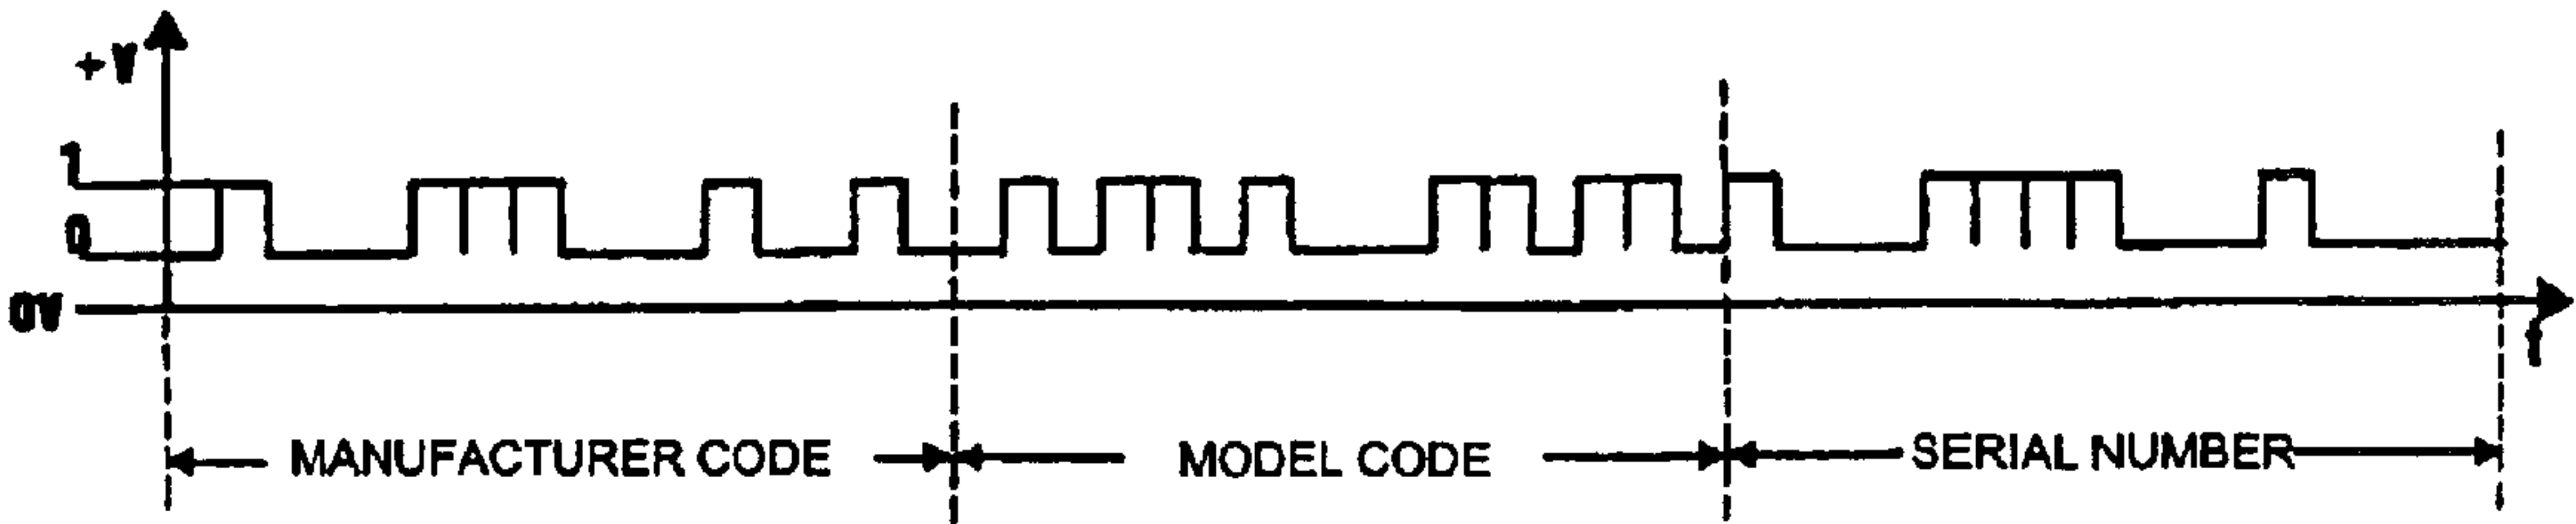 +V
1
0
0V
t
MANUFACTURER CODE
MODEL CODE
SERIAL NUMBER